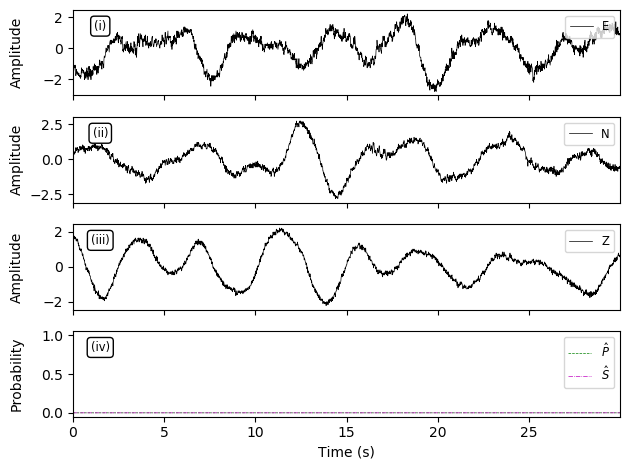 (i)
E
Amplitude
2
0
−2
(ii)
N
Amplitude
2.5
0.0
−2.5
(iii)
Z
Amplitude
2
0
−2
(iv)
P̂
Ŝ
Probability
1.0
0.5
0.0
0 5 10 15 20 25
Time (s)